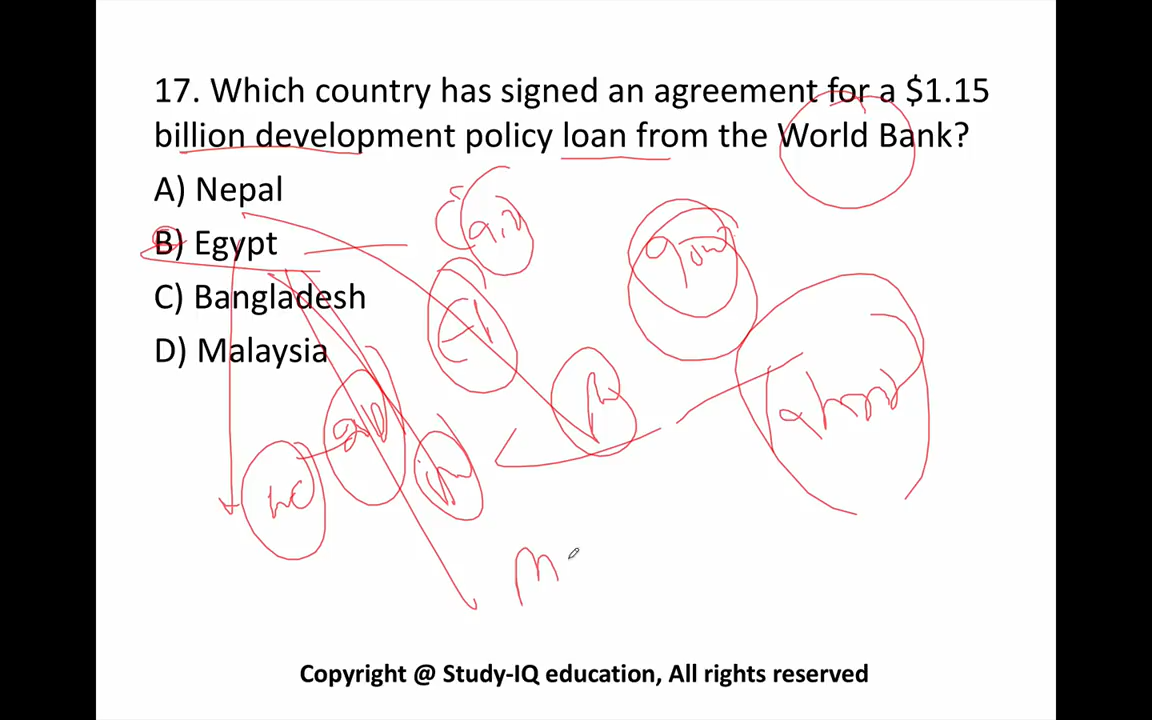 17. Which country has signed an agreement for a $1.15
billion development policy loan from the World Bank?
A) Nepal
B) Egypt
C) Bangladesh
D) Malaysia
Copyright @ Study-IQ education, All rights reserved